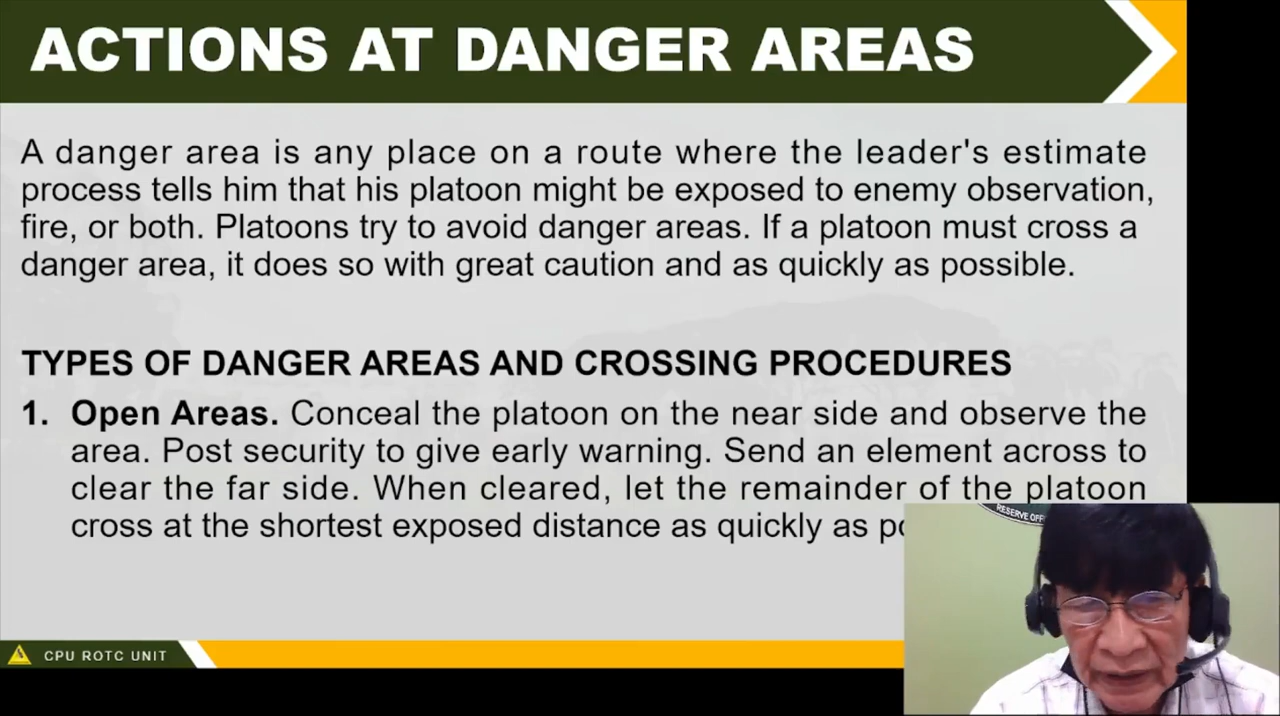 ACTIONS AT DANGER AREAS
A danger area is any place on a route where the leader's estimate
process tells him that his platoon might be exposed to enemy observation,
fire, or both. Platoons try to avoid danger areas. If a platoon must cross a
danger area, it does so with great caution and as quickly as possible.
TYPES OF DANGER AREAS AND CROSSING PROCEDURES
1. Open Areas. Conceal the platoon on the near side and observe the
area. Post security to give early warning. Send an element across to
clear the far side. When cleared, let the remainder of the platoon
cross at the shortest exposed distance as quickly as
RESERVE
CPU ROTC UNIT